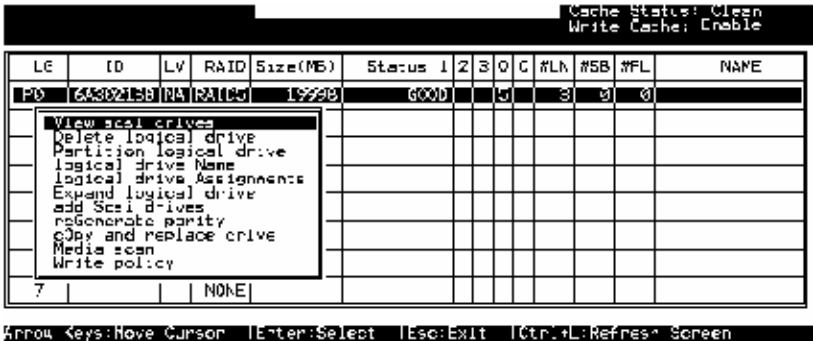 Cache Status: Clean
Write Cache: Enable
LG ID LV RAID Size(MB) Status 1 2 3 O C #LN #SB #FL NAME
P0 6A30215B NA RAID5 19998 GOOD S 3 0 0
View scsi drives
Delete logical drive
Partition logical drive
logical drive Name
logical drive Assignments
Expand logical drive
add Scsi drives
reGenerate parity
cOpy and replace drive
Media scan
Write policy
7 NONE
Arrow Keys:Move Cursor |Enter:Select |Esc:Exit |Ctrl+L:Refresh Screen